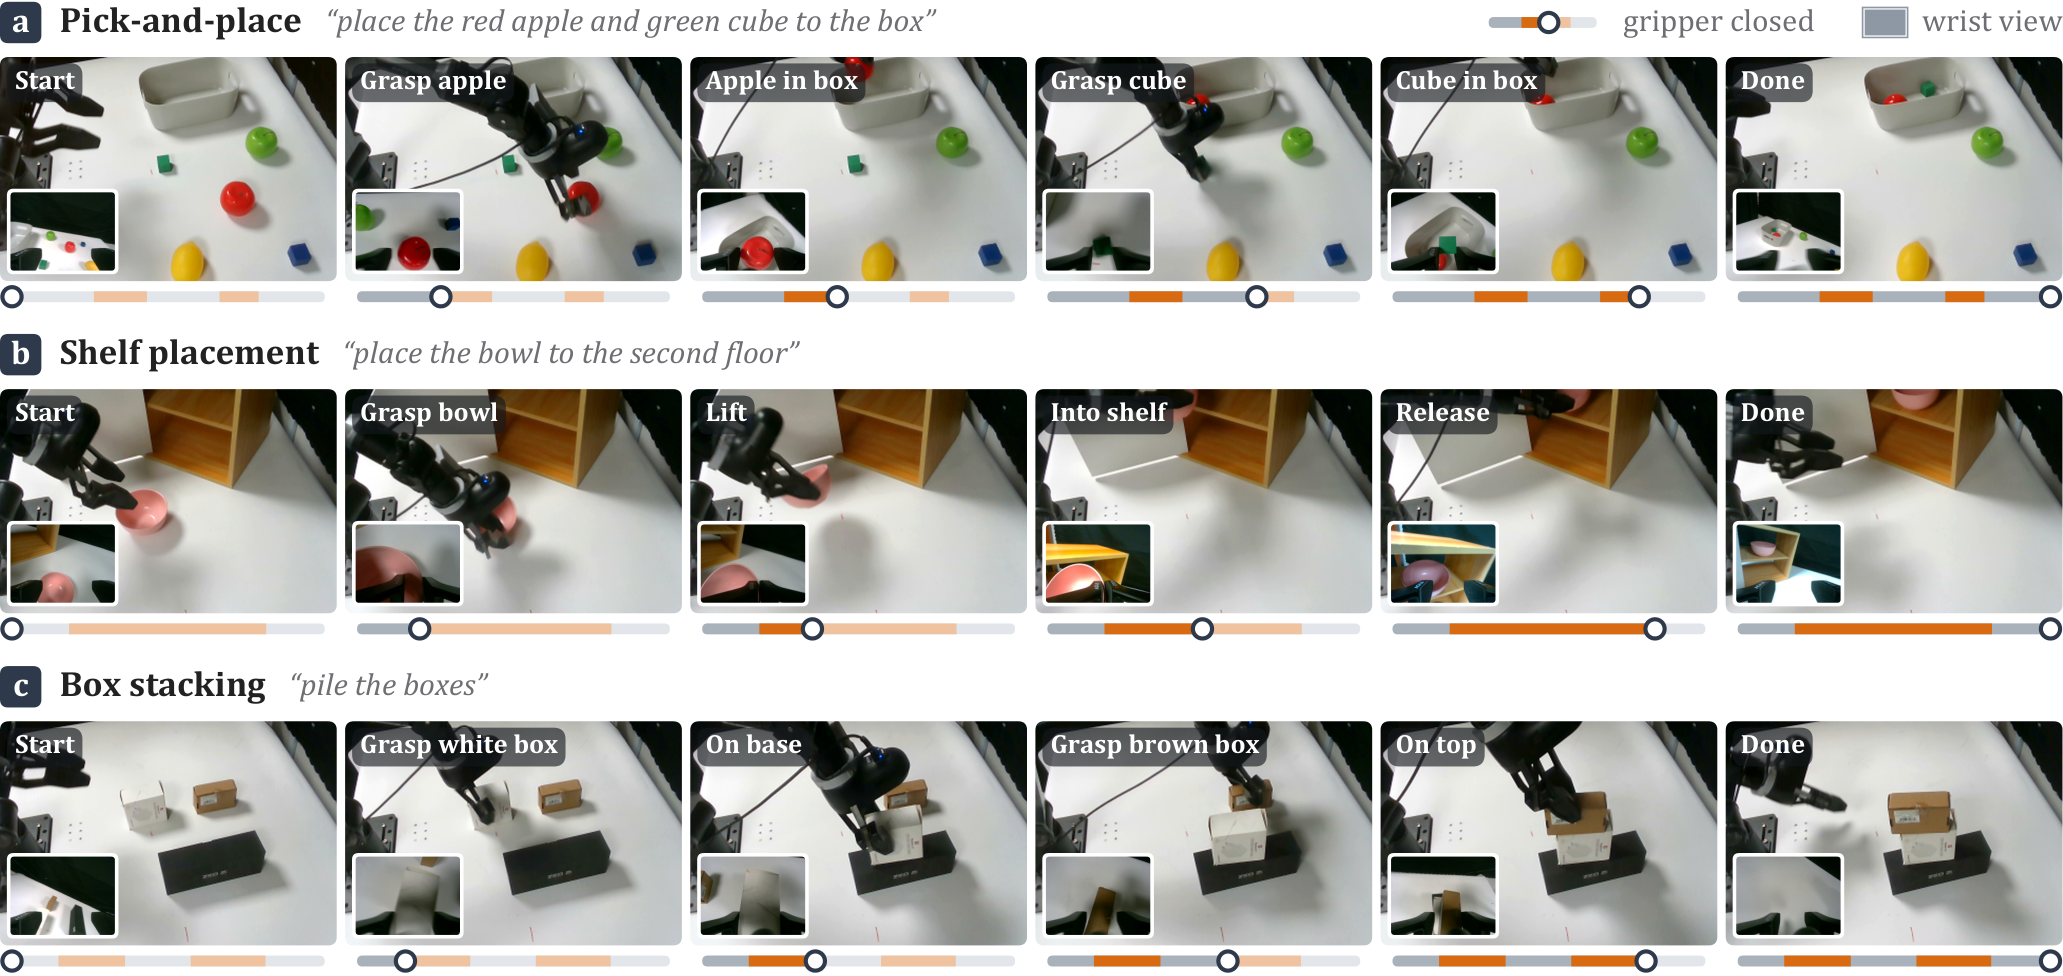 a Pick-and-place “place the red apple and green cube to the box” gripper closed wrist view
Start Grasp apple Apple in box Grasp cube Cube in box Done
b Shelf placement “place the bowl to the second floor”
Start Grasp bowl Lift Into shelf Release Done
c Box stacking “pile the boxes”
Start Grasp white box On base Grasp brown box On top Done